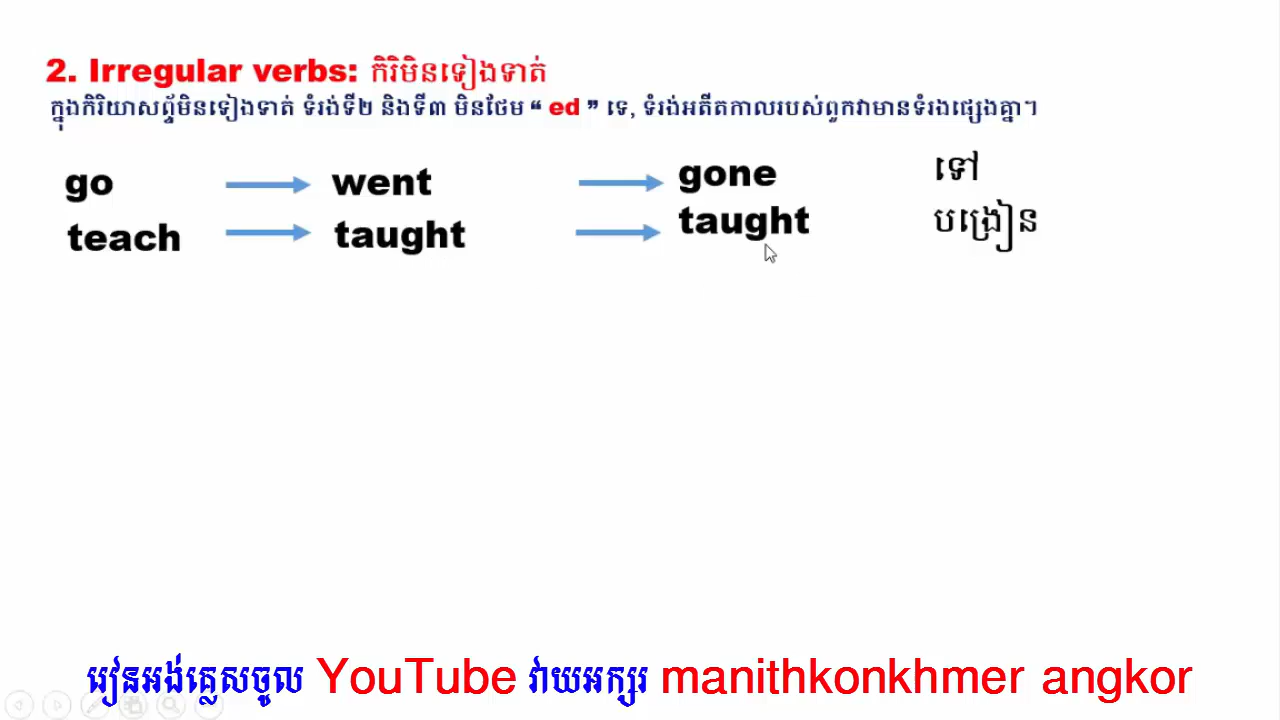 2. Irregular verbs: កិរិមិនទៀងទាត់
ក្នុងកិរិយាសព្ទ័មិនទៀងទាត់ ទំរង់ទី២ និងទី៣ មិនថែម “ ed ” ទេ, ទំរង់អតីតកាលរបស់ពួកវាមានទំរងផ្សេងគ្នា។
go went gone ទៅ
teach taught taught បង្រៀន
រៀនអង់គ្លេសចូល YouTube វាយអក្សរ manithkonkhmer angkor